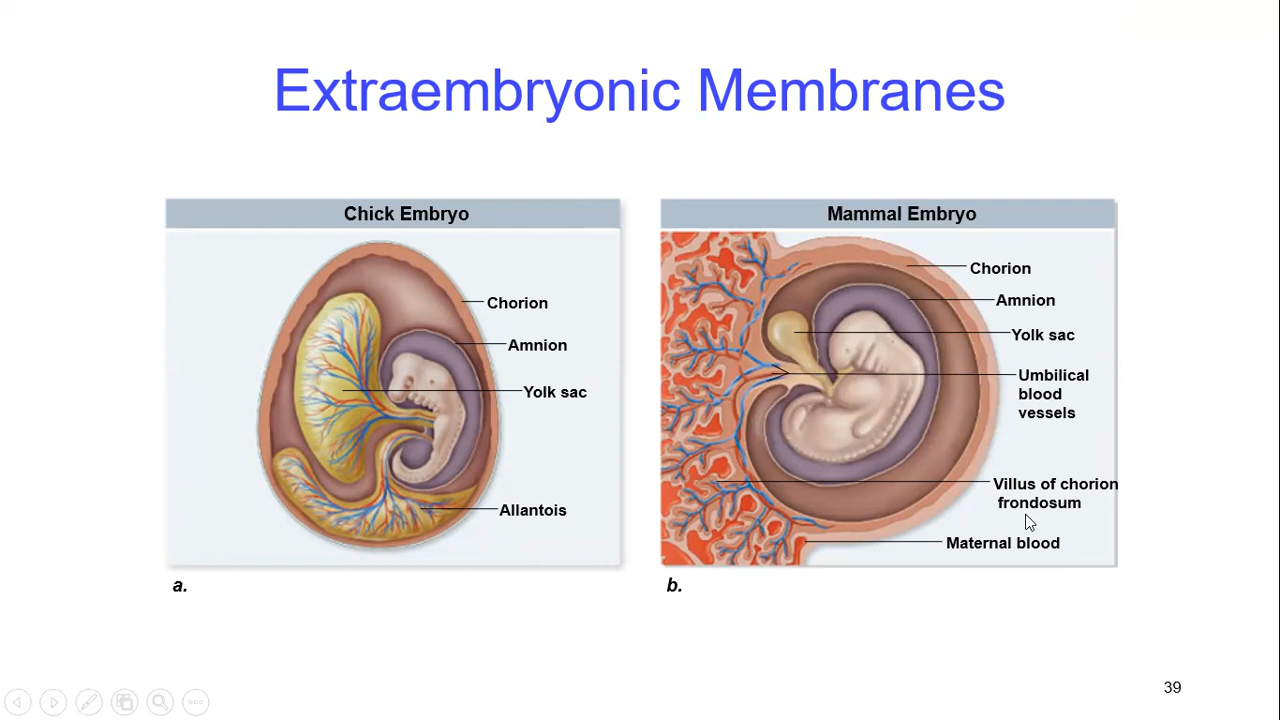 Extraembryonic Membranes
Chick Embryo
Chorion
Amnion
Yolk sac
Allantois
a.
Mammal Embryo
Chorion
Amnion
Yolk sac
Umbilical
blood
vessels
Villus of chorion
frondosum
Maternal blood
b.
39